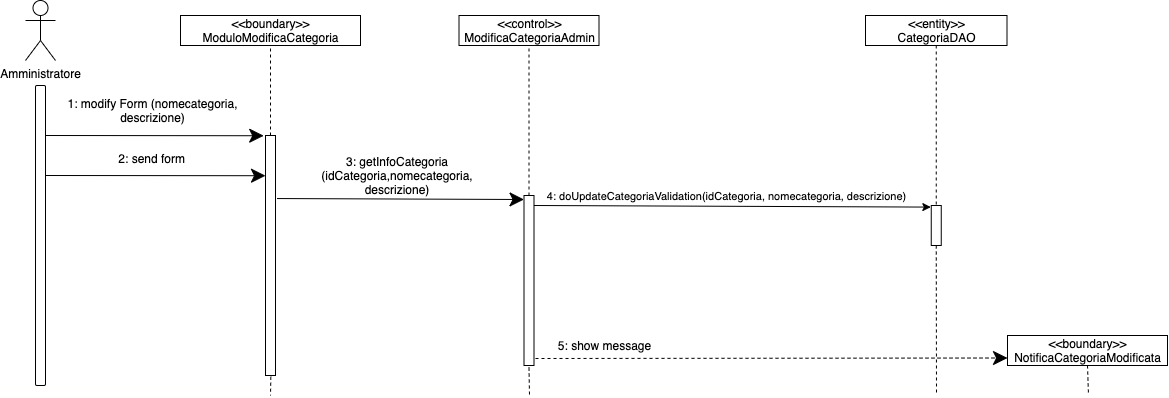 <<boundary>>
ModuloModificaCategoria
<<control>>
ModificaCategoriaAdmin
<<entity>>
CategoriaDAO
Amministratore
1: modify Form (nomecategoria,
descrizione)
2: send form
3: getInfoCategoria
(idCategoria,nomecategoria,
descrizione)
4: doUpdateCategoriaValidation(idCategoria, nomecategoria, descrizione)
5: show message
<<boundary>>
NotificaCategoriaModificata